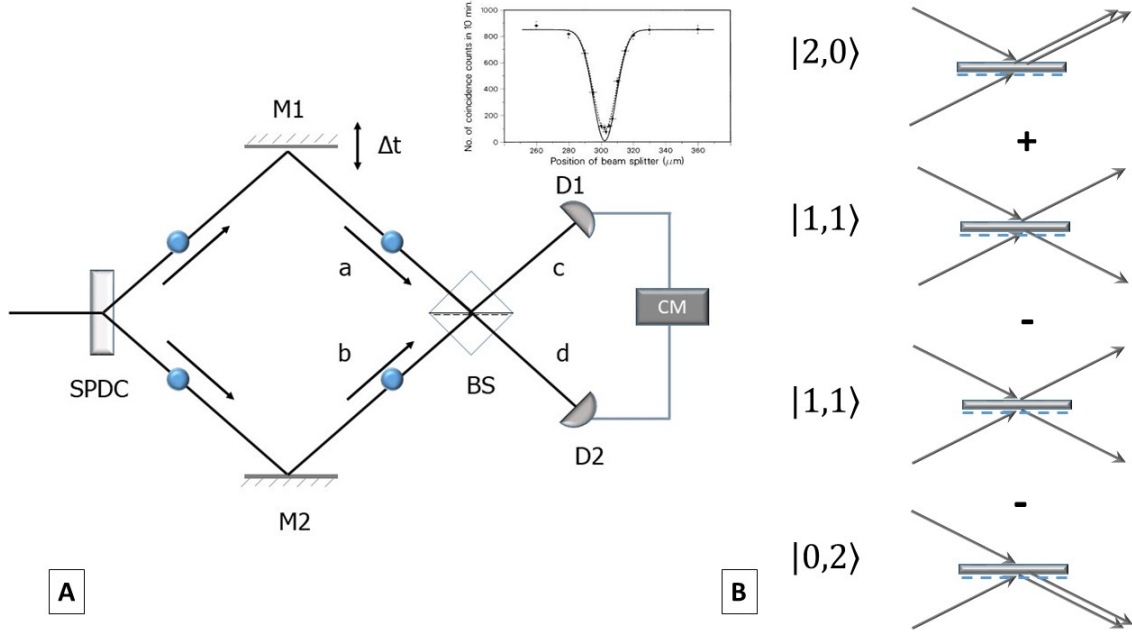 M1
Δt
a
b
SPDC
M2
BS
c
d
D1
D2
CM
A
No. of coincidence counts in 10 min.
1000
800
600
400
200
0
260 280 300 320 340 360
Position of beam splitter (μm)
B
|2,0⟩
+
|1,1⟩
-
|1,1⟩
-
|0,2⟩